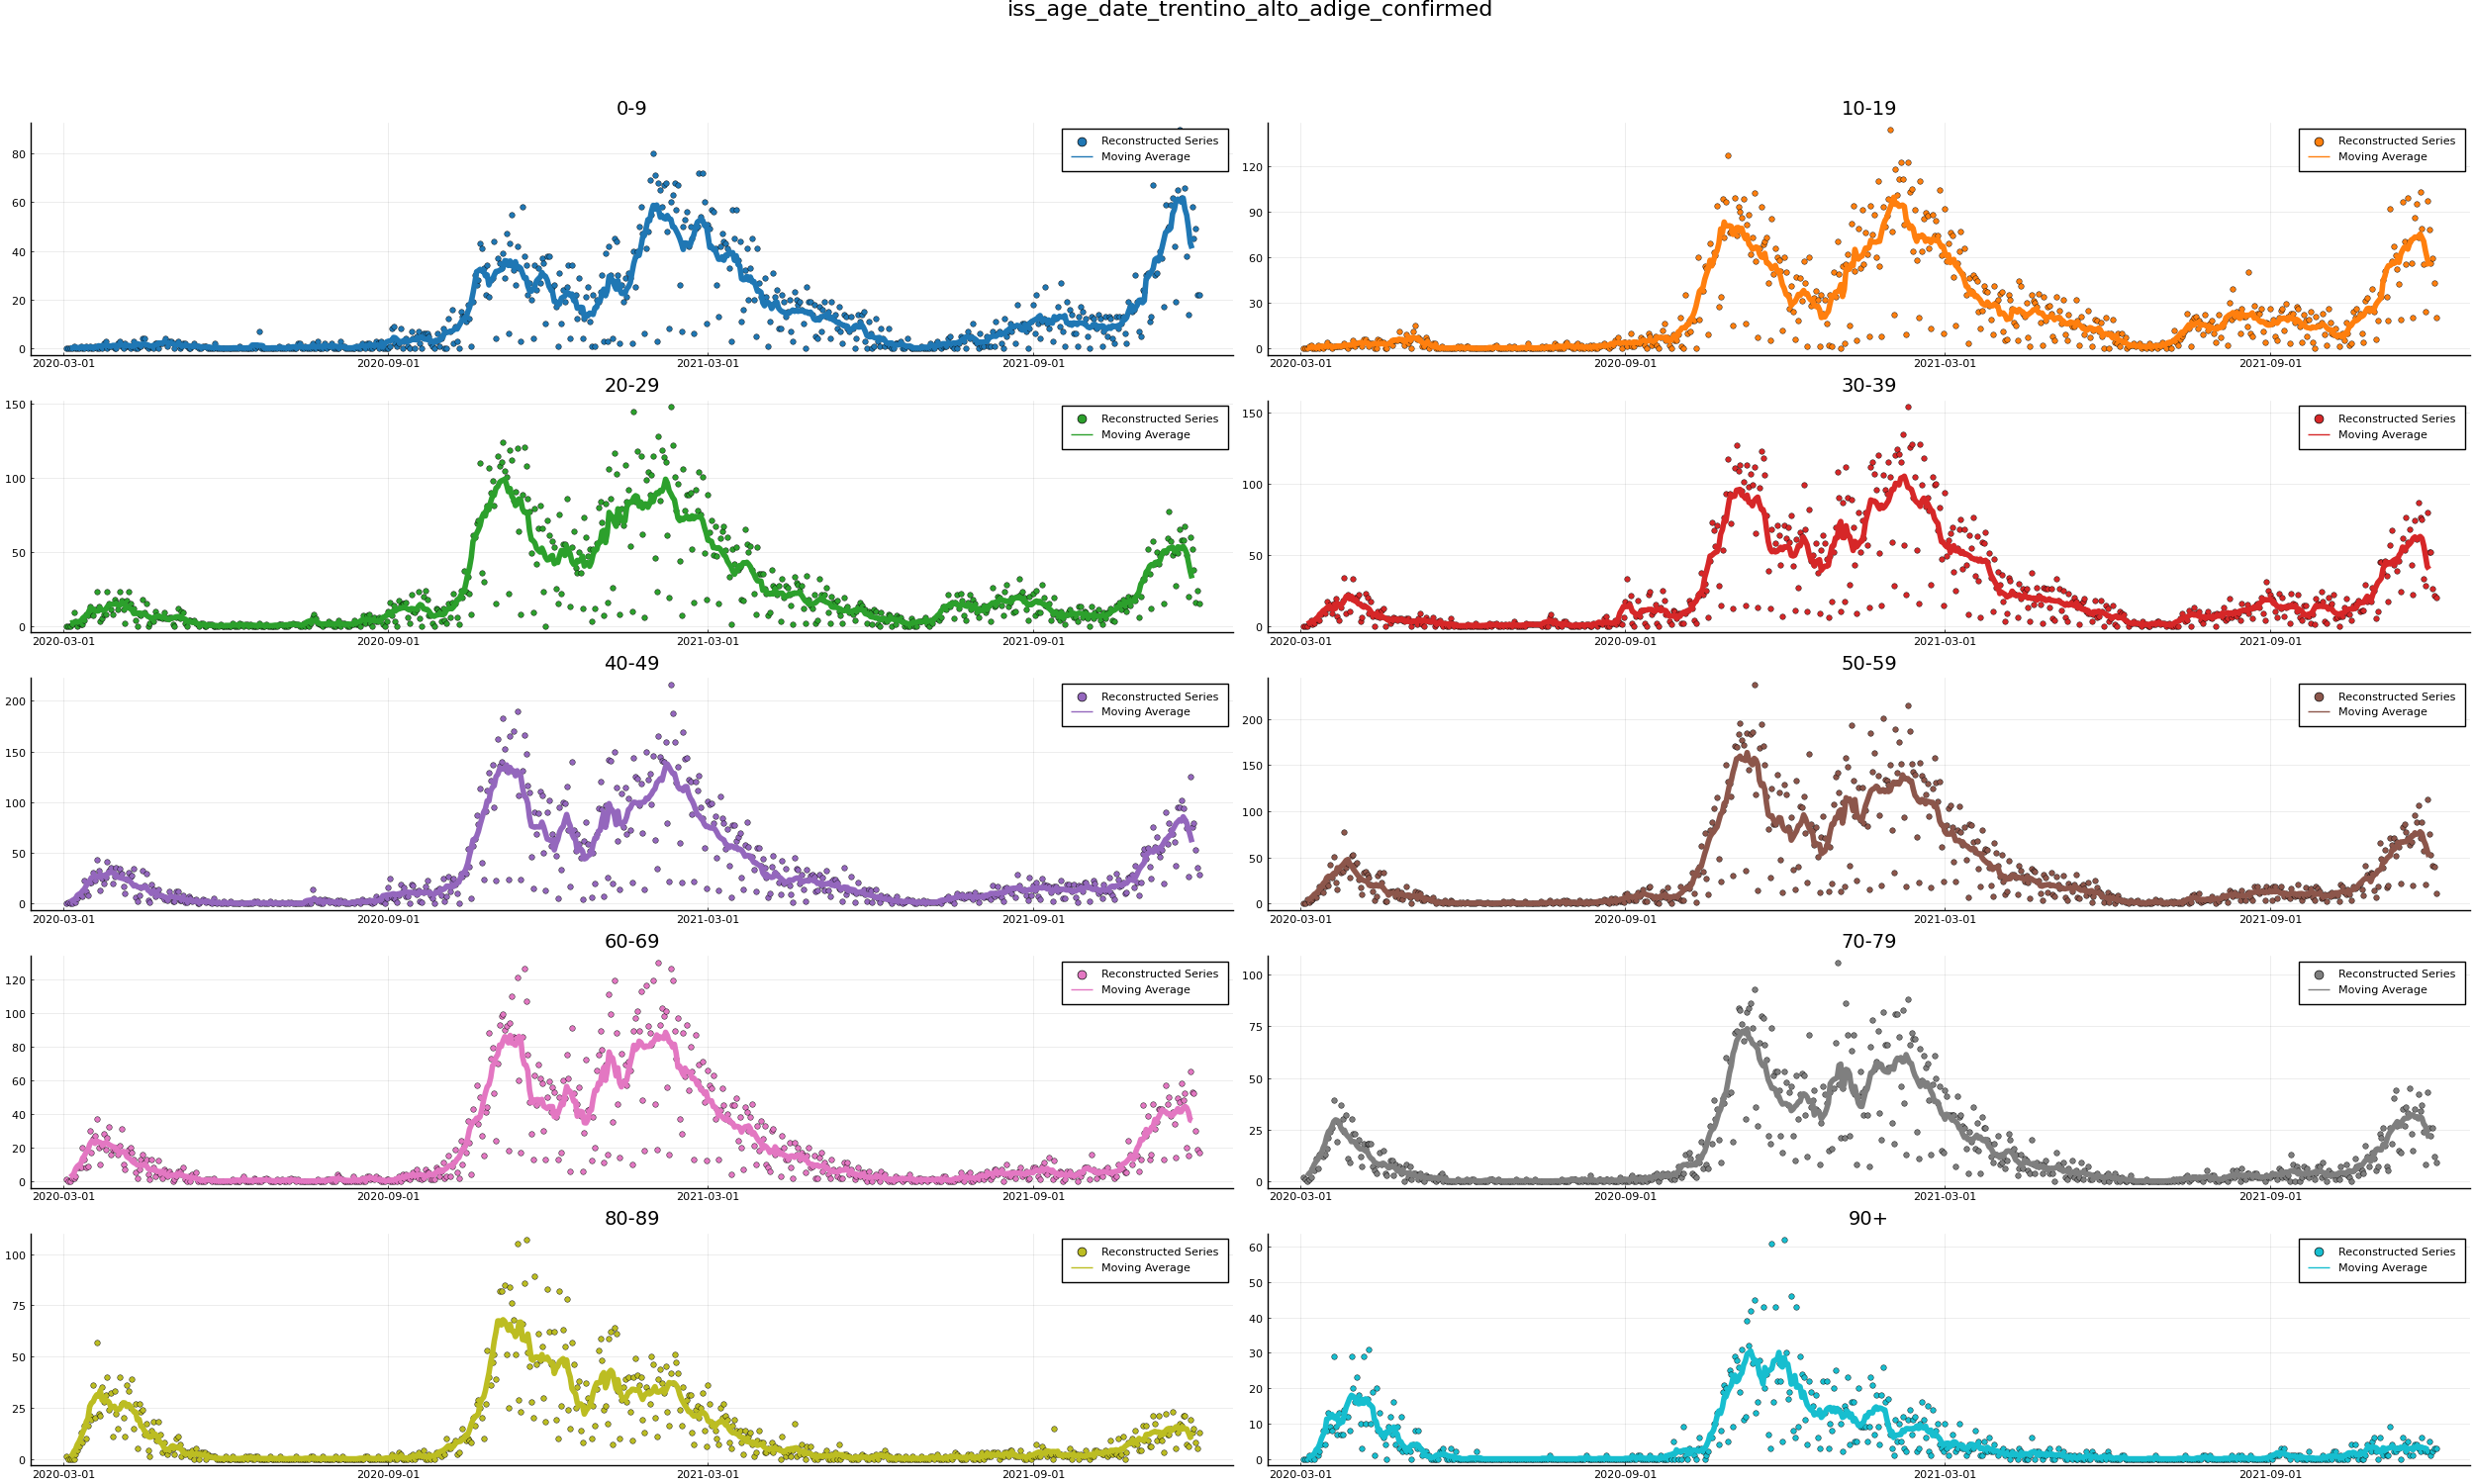 iss_age_date_trentino_alto_adige_confirmed
0-9
80
60
40
20
0
Reconstructed Series
Moving Average
2020-03-01 2020-09-01 2021-03-01 2021-09-01
10-19
120
90
60
30
0
Reconstructed Series
Moving Average
2020-03-01 2020-09-01 2021-03-01 2021-09-01
20-29
150
100
50
0
Reconstructed Series
Moving Average
2020-03-01 2020-09-01 2021-03-01 2021-09-01
30-39
150
100
50
0
Reconstructed Series
Moving Average
2020-03-01 2020-09-01 2021-03-01 2021-09-01
40-49
200
150
100
50
0
Reconstructed Series
Moving Average
2020-03-01 2020-09-01 2021-03-01 2021-09-01
50-59
200
150
100
50
0
Reconstructed Series
Moving Average
2020-03-01 2020-09-01 2021-03-01 2021-09-01
60-69
120
100
80
60
40
20
0
Reconstructed Series
Moving Average
2020-03-01 2020-09-01 2021-03-01 2021-09-01
70-79
100
75
50
25
0
Reconstructed Series
Moving Average
2020-03-01 2020-09-01 2021-03-01 2021-09-01
80-89
100
75
50
25
0
Reconstructed Series
Moving Average
2020-03-01 2020-09-01 2021-03-01 2021-09-01
90+
60
50
40
30
20
10
0
Reconstructed Series
Moving Average
2020-03-01 2020-09-01 2021-03-01 2021-09-01